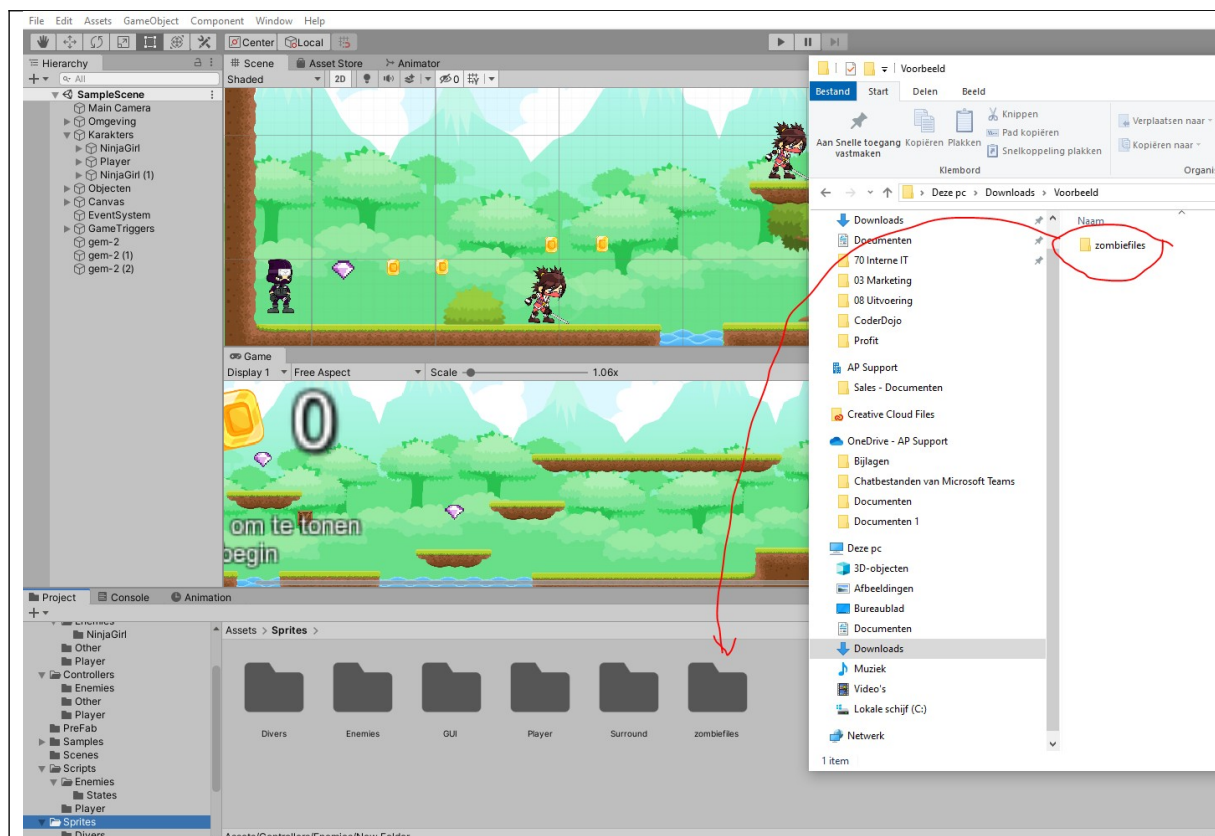 File Edit Assets GameObject Component Window Help
Center Local
Hierarchy
All
SampleScene
Main Camera
Omgeving
Karakters
NinjaGirl
Player
NinjaGirl (1)
Objecten
Canvas
EventSystem
GameTriggers
gem-2
gem-2 (1)
gem-2 (2)
Scene Asset Store Animator
Shaded 2D 0
Game
Display 1 Free Aspect Scale 1.06x
0
om te tonen
begin
Voorbeeld
Bestand Start Delen Beeld
Aan Snelle toegang vastmaken
Kopiëren
Plakken
Knippen
Pad kopiëren
Snelkoppeling plakken
Klembord
Verplaatsen naar
Kopiëren naar
Organi
Deze pc > Downloads > Voorbeeld
Downloads
Documenten
70 Interne IT
03 Marketing
08 Uitvoering
CoderDojo
Profit
AP Support
Sales - Documenten
Creative Cloud Files
OneDrive - AP Support
Bijlagen
Chatbestanden van Microsoft Teams
Documenten
Documenten 1
Deze pc
3D-objecten
Afbeeldingen
Bureaublad
Documenten
Downloads
Muziek
Video's
Lokale schijf (C:)
Netwerk
1 item
Naam
zombiefiles
Project Console Animation
Enemies
NinjaGirl
Other
Player
Controllers
Enemies
Other
Player
PreFab
Samples
Scenes
Scripts
Enemies
States
Player
Sprites
Divers
Assets > Sprites >
Divers Enemies GUI Player Surround zombiefiles
Assets/Controllers/Enemies/New Folder